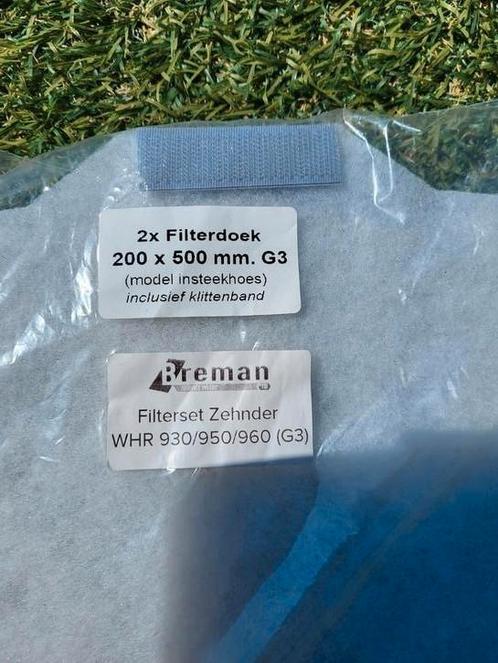 2x Filterdoek
200 x 500 mm. G3
(model insteekhoes)
inclusief klittenband
Breman
Filterset Zehnder
WHR 930/950/960 (G3)